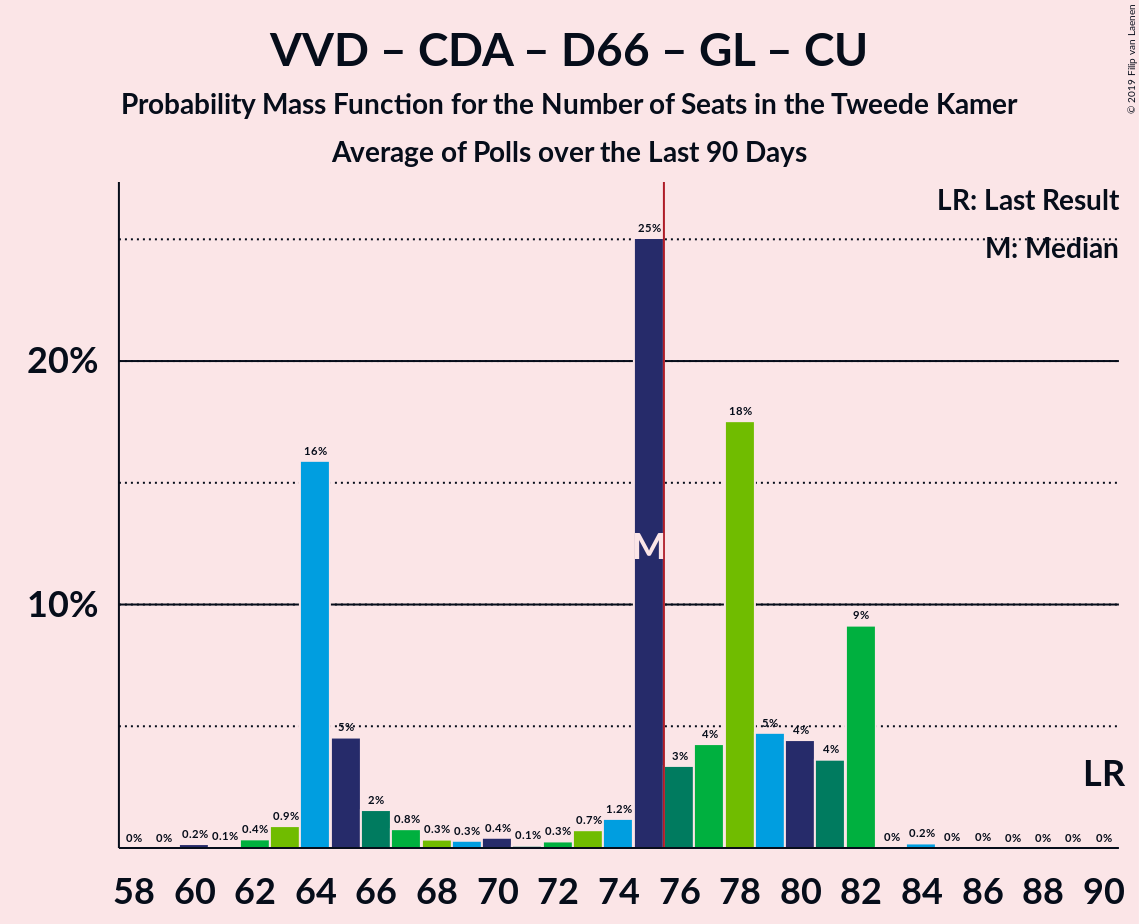 VVD – CDA – D66 – GL – CU
Probability Mass Function for the Number of Seats in the Tweede Kamer
Average of Polls over the Last 90 Days
© 2019 Filip van Laenen
LR: Last Result
M: Median
25%
20%
18%
16%
M
10%
9%
5% 5% 4% 4% 4% 3%
LR
0% 0% 0.2% 0.1% 0.4% 0.9% 2% 0.8% 0.3% 0.3% 0.4% 0.1% 0.3% 0.7% 1.2% 0% 0.2% 0% 0% 0% 0% 0% 0%
58 60 62 64 66 68 70 72 74 76 78 80 82 84 86 88 90